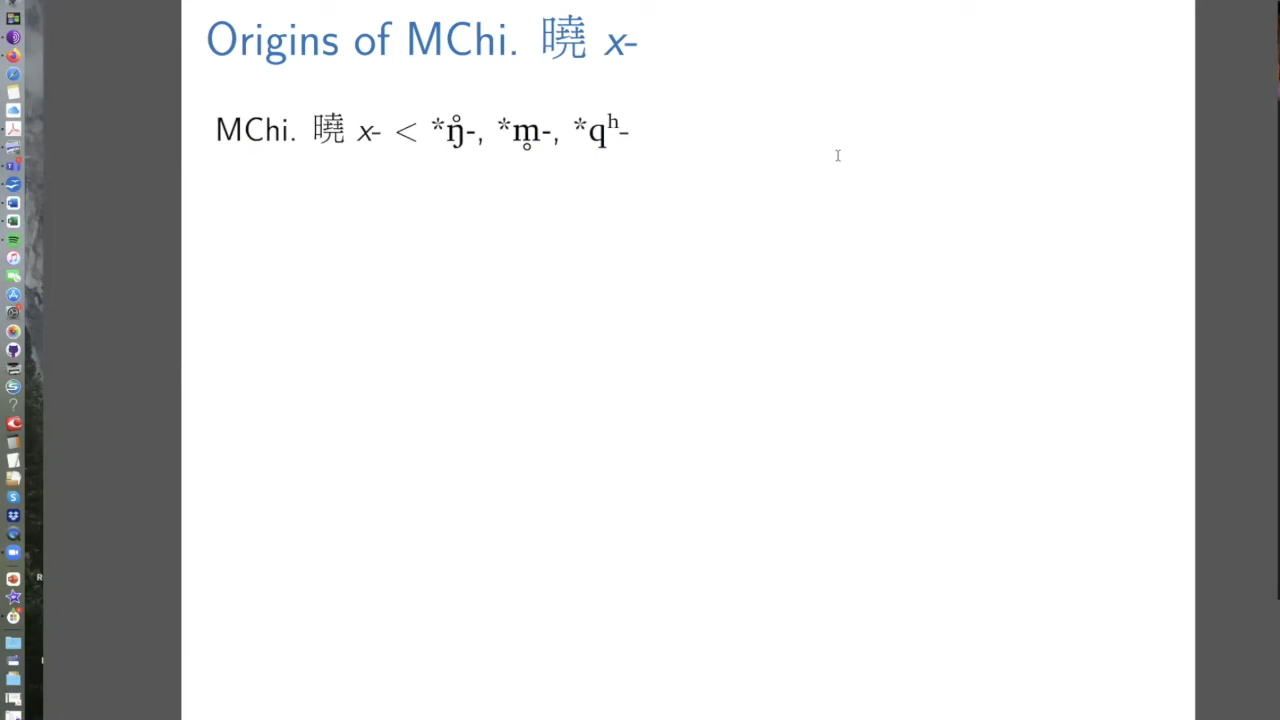 Origins of MChi. 曉 x-
MChi. 曉 x- < *ŋ̊-, *m̥-, *qʰ-